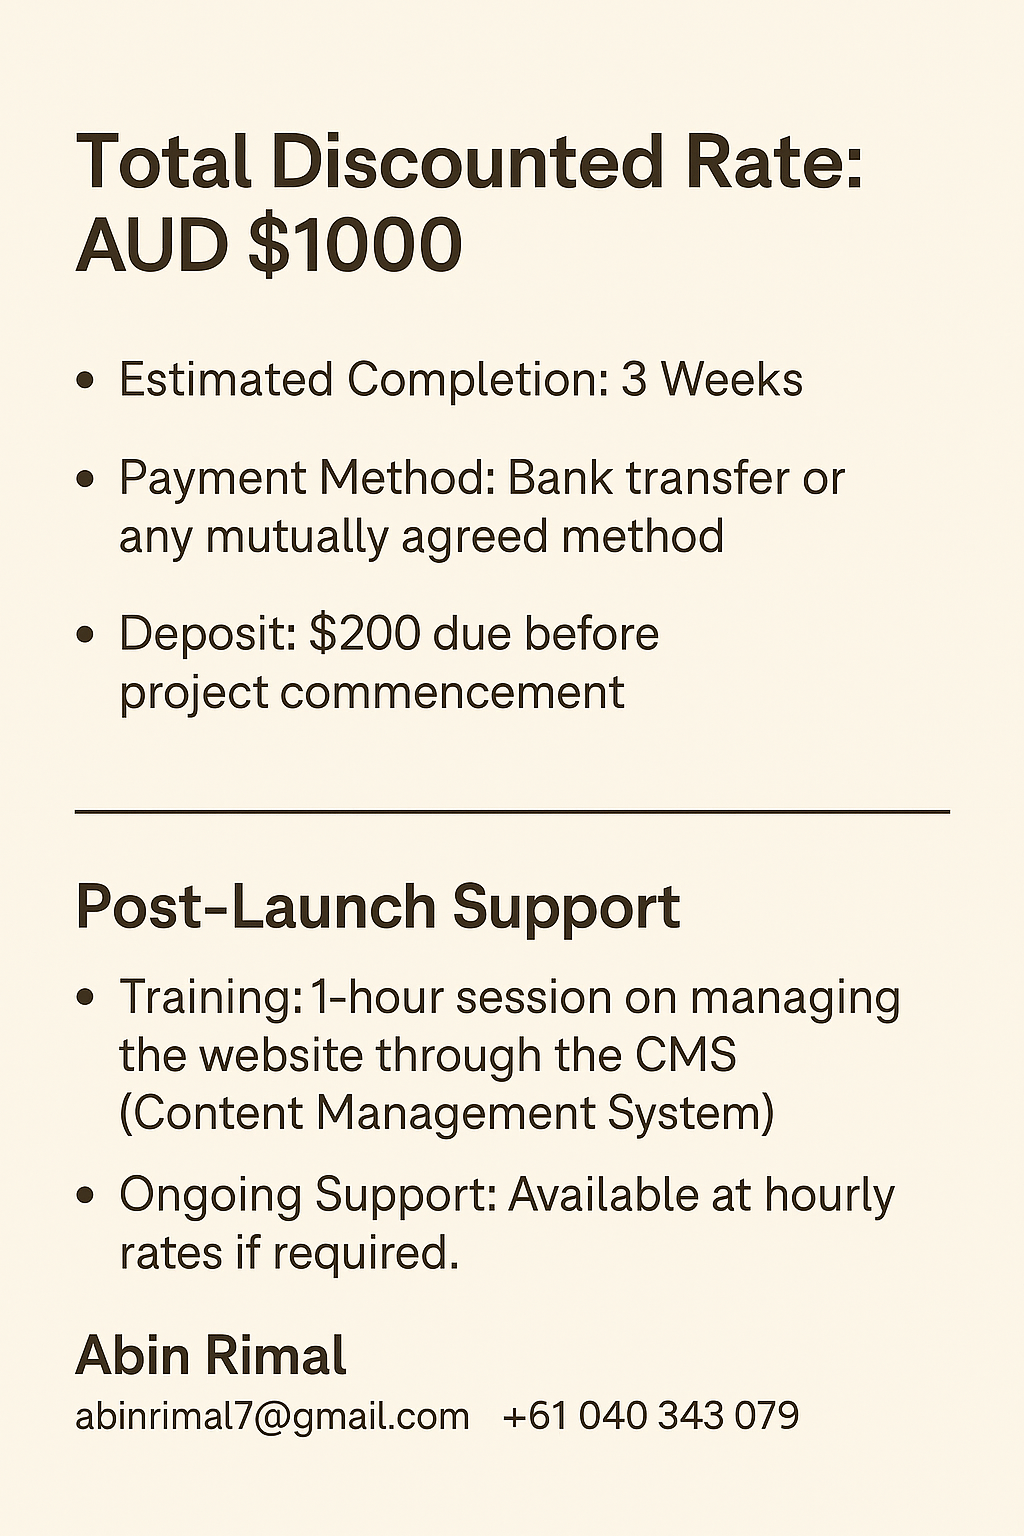 Total Discounted Rate:
AUD $1000
• Estimated Completion: 3 Weeks
• Payment Method: Bank transfer or
any mutually agreed method
• Deposit: $200 due before
project commencement
Post-Launch Support
• Training: 1-hour session on managing
the website through the CMS
(Content Management System)
• Ongoing Support: Available at hourly
rates if required.
Abin Rimal
abinrimal7@gmail.com +61 040 343 079